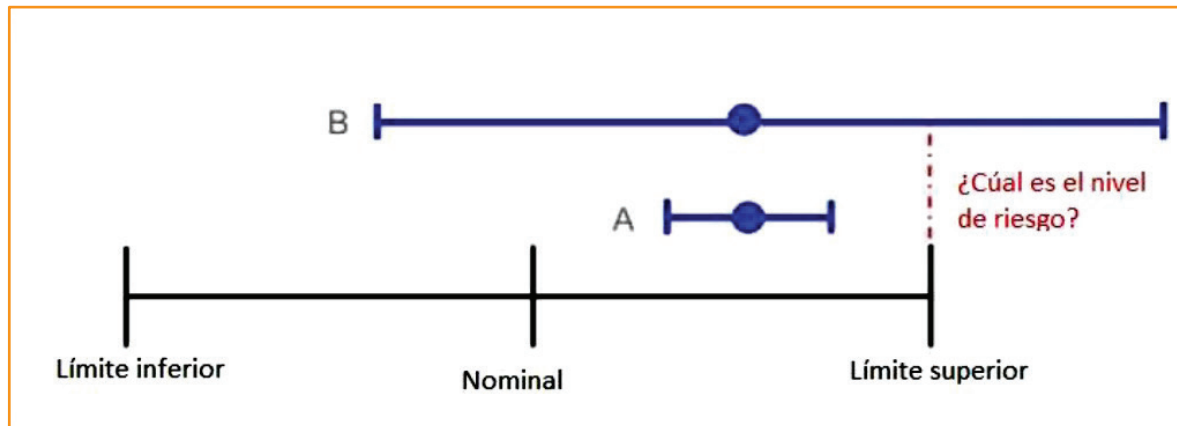 B
¿Cúal es el nivel
de riesgo?
A
Límite inferior
Nominal
Límite superior